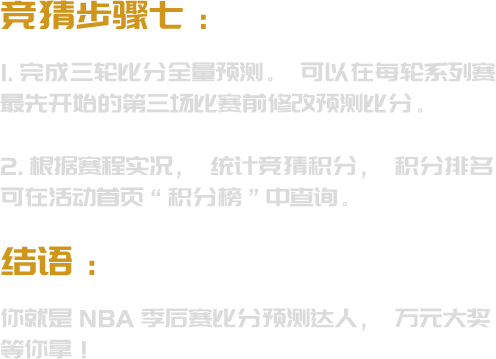 竞猜步骤七：
1. 完成三轮比分全量预测。 可以在每轮系列赛
最先开始的第三场比赛前修改预测比分。
2. 根据赛程实况， 统计竞猜积分， 积分排名
可在活动首页“积分榜”中查询。
结语：
你就是 NBA 季后赛比分预测达人， 万元大奖
等你拿！